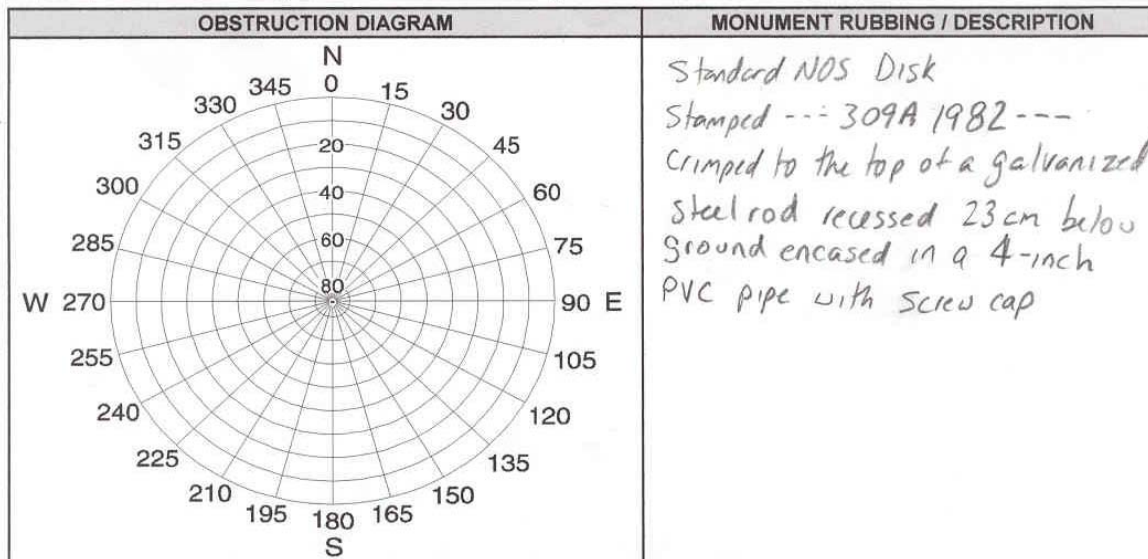 OBSTRUCTION DIAGRAM
N
0
345 15
330 30
315 45
300 60
285 75
W 270 90 E
255 105
240 120
225 135
210 150
195 165
180
S
20
40
60
80
MONUMENT RUBBING / DESCRIPTION
Standard NOS Disk
Stamped --- 309A 1982 ---
Crimped to the top of a galvanized
steel rod recessed 23 cm below
ground encased in a 4-inch
PVC pipe with screw cap